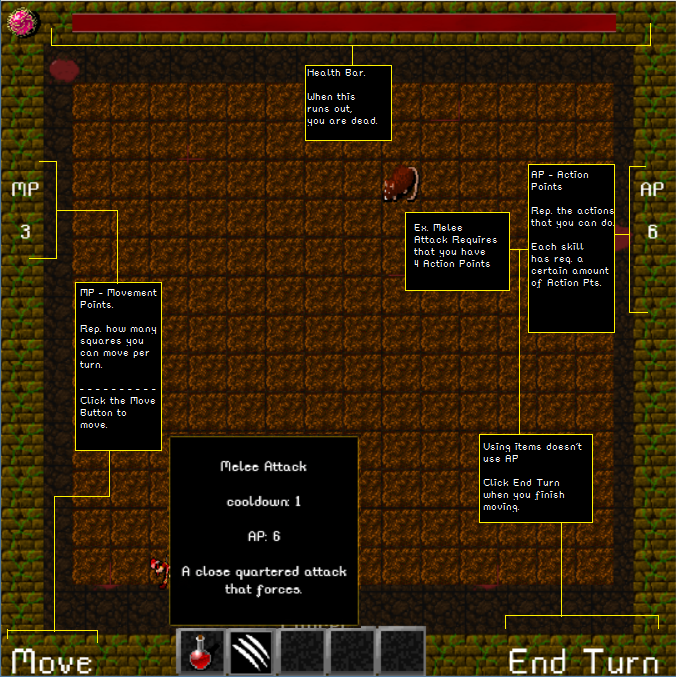 Health Bar.
When this
runs out,
you are dead.
MP
3
AP
6
AP - Action
Points
Rep. the actions
that you can do.
Each skill
has req. a
certain amount
of Action Pts.
Ex. Melee
Attack Requires
that you have
4 Action Points
MP - Movement
Points.
Rep. how many
squares you
can move per
turn.
- - - - - - - - - -
Click the Move
Button to
move.
Melee Attack
cooldown: 1
AP: 6
A close quartered attack
that forces.
Using items doesn't
use AP
Click End Turn
when you finish
moving.
Move
End Turn